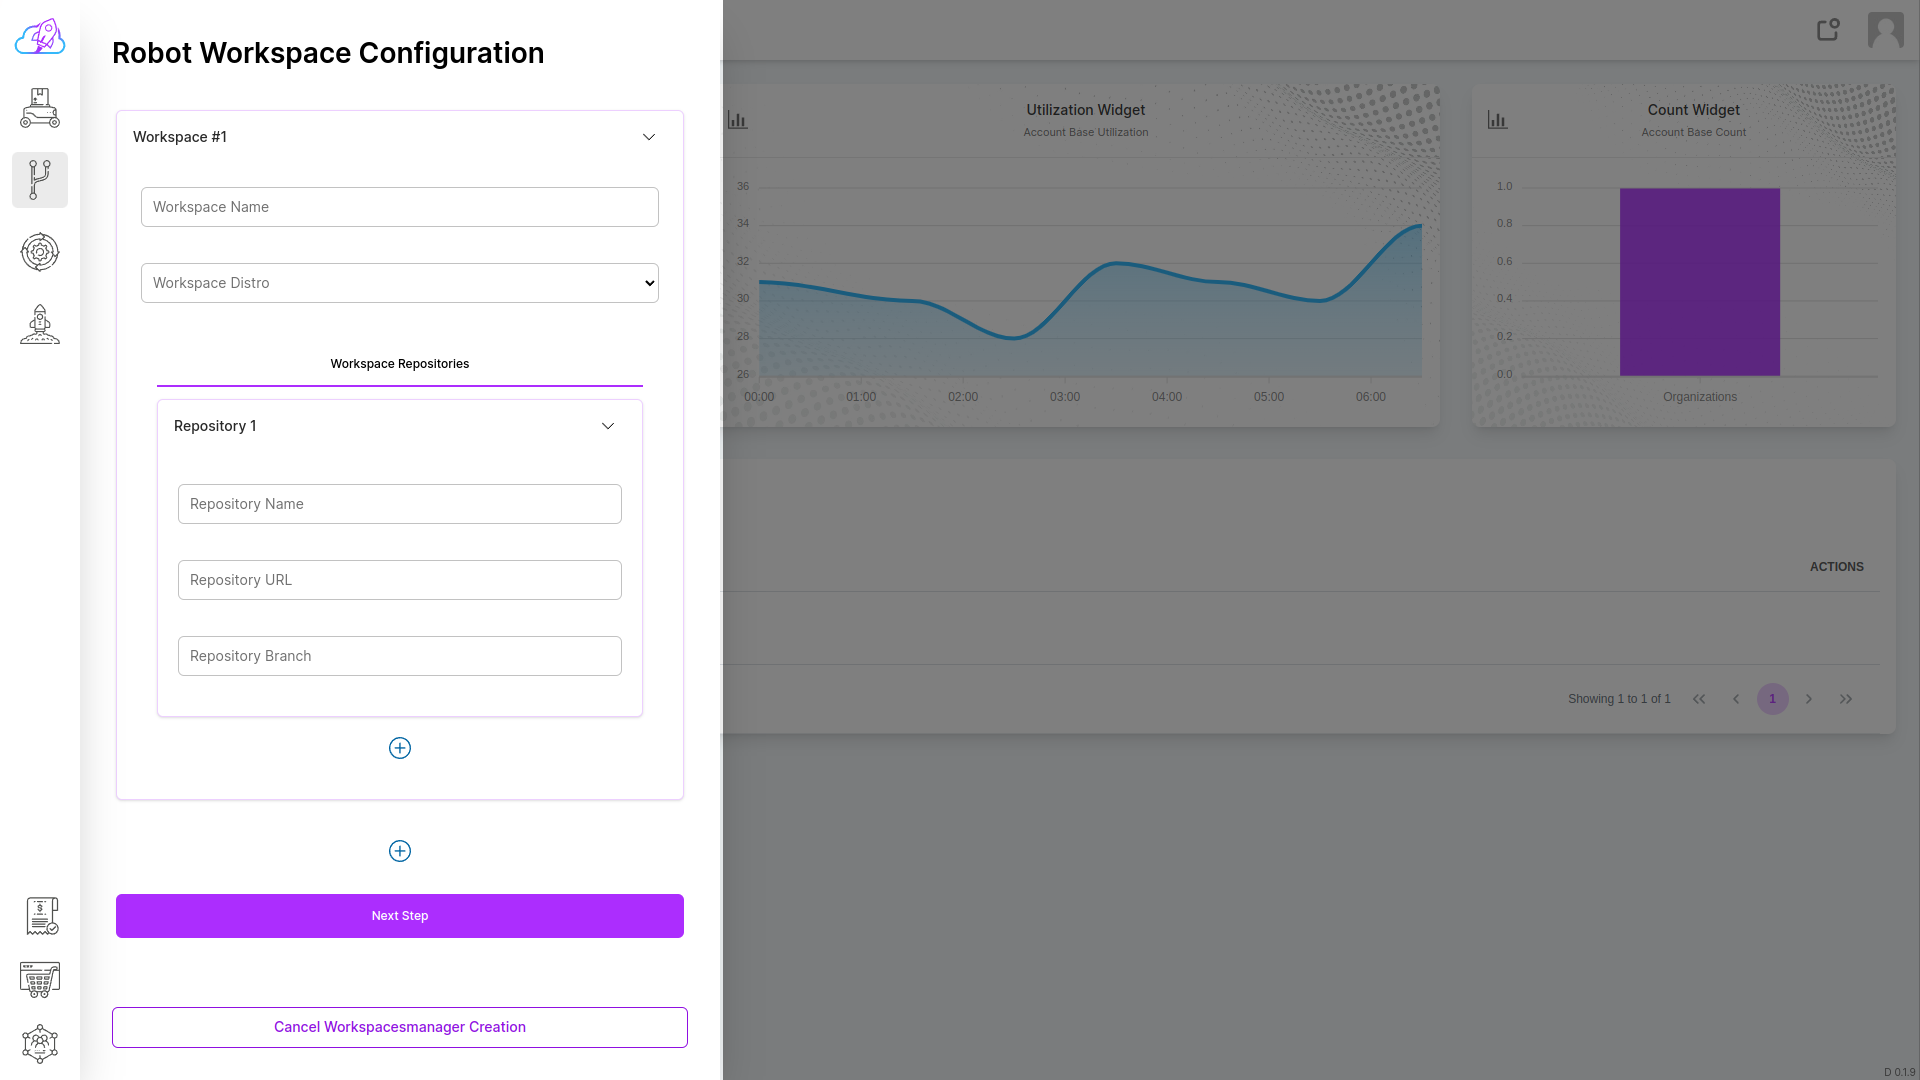 Robot Workspace Configuration
Workspace #1
Workspace Name
Workspace Distro
Workspace Repositories
Repository 1
Repository Name
Repository URL
Repository Branch
Next Step
Cancel Workspacesmanager Creation
Utilization Widget
Account Base Utilization
36
34
32
30
28
26
00:00 01:00 02:00 03:00 04:00 05:00 06:00
Count Widget
Account Base Count
1.0
0.8
0.6
0.4
0.2
0.0
Organizations
ACTIONS
Showing 1 to 1 of 1
1
D 0.1.9